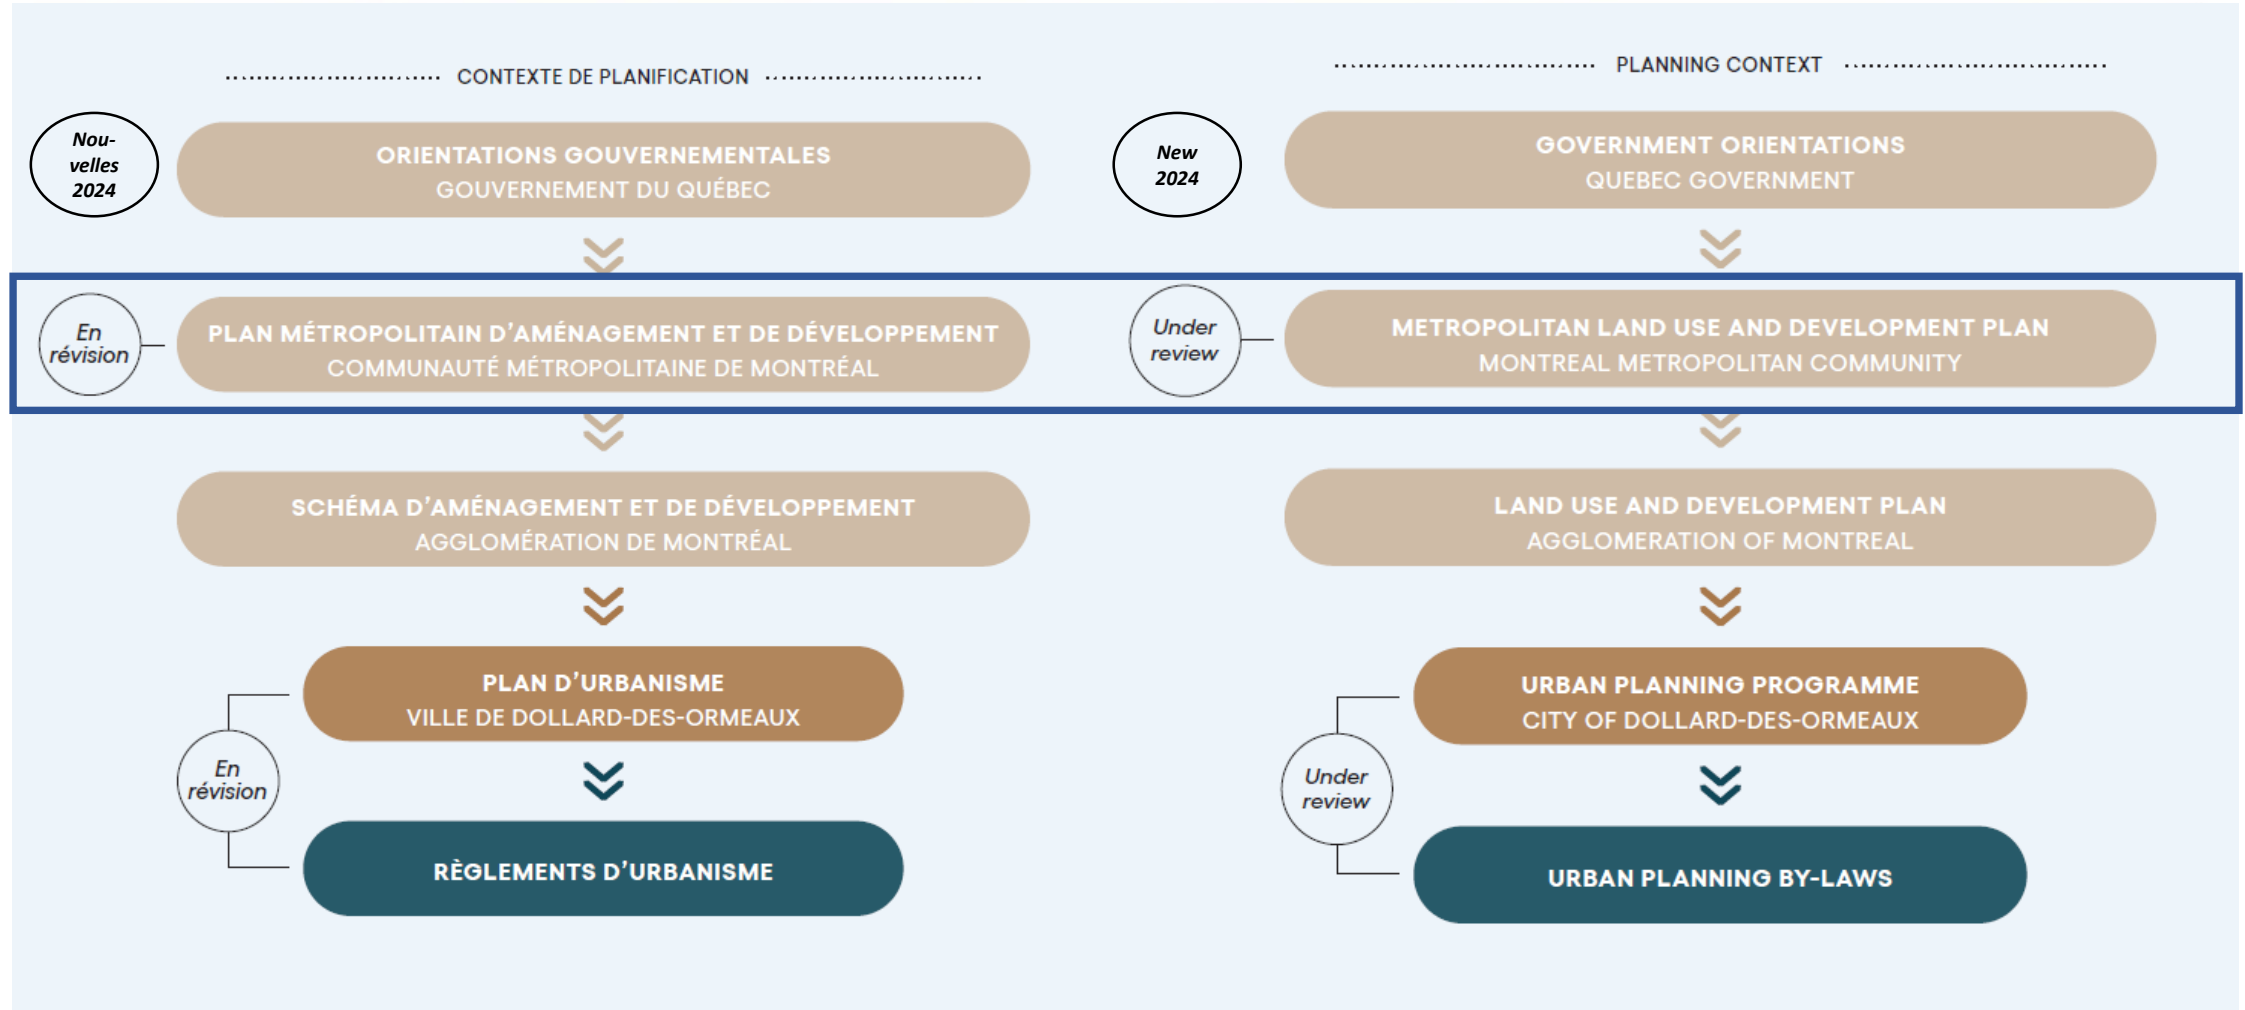 CONTEXTE DE PLANIFICATION
Nou-
velles
2024
ORIENTATIONS GOUVERNEMENTALES
GOUVERNEMENT DU QUÉBEC
En
révision
PLAN MÉTROPOLITAIN D’AMÉNAGEMENT ET DE DÉVELOPPEMENT
COMMUNAUTÉ MÉTROPOLITAINE DE MONTRÉAL
SCHÉMA D’AMÉNAGEMENT ET DE DÉVELOPPEMENT
AGGLOMÉRATION DE MONTRÉAL
PLAN D’URBANISME
VILLE DE DOLLARD-DES-ORMEAUX
En
révision
RÈGLEMENTS D’URBANISME
PLANNING CONTEXT
New
2024
GOVERNMENT ORIENTATIONS
QUEBEC GOVERNMENT
Under
review
METROPOLITAN LAND USE AND DEVELOPMENT PLAN
MONTREAL METROPOLITAN COMMUNITY
LAND USE AND DEVELOPMENT PLAN
AGGLOMERATION OF MONTREAL
URBAN PLANNING PROGRAMME
CITY OF DOLLARD-DES-ORMEAUX
Under
review
URBAN PLANNING BY-LAWS